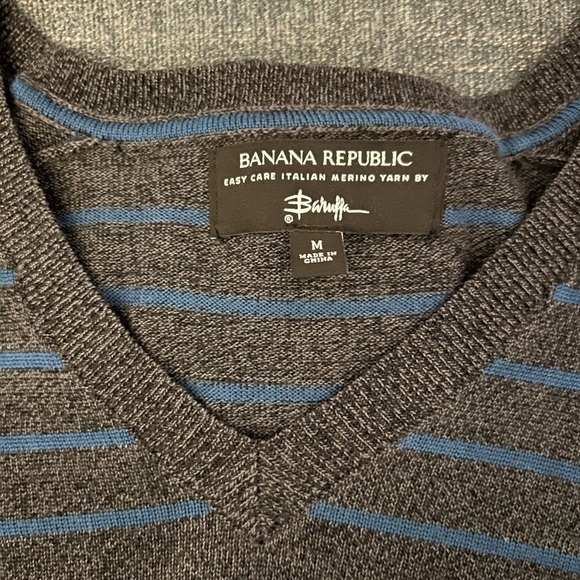 BANANA REPUBLIC
EASY CARE ITALIAN MERINO YARN BY
Baruffa
®
M
MADE IN
CHINA